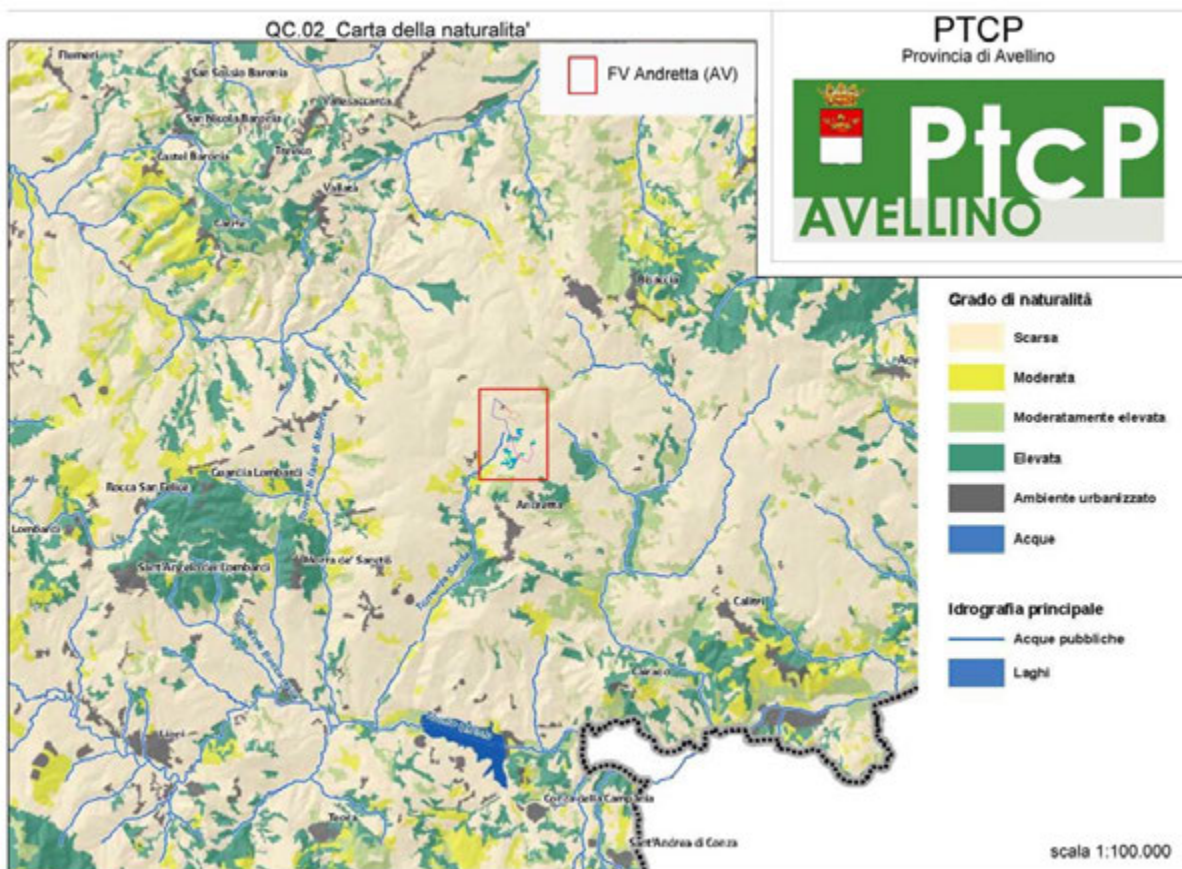 QC.02_Carta della naturalita'
FV Andretta (AV)
PTCP
Provincia di Avellino
PtcP
AVELLINO
Grado di naturalità
Scarsa
Moderata
Moderatamente elevata
Elevata
Ambiente urbanizzato
Acque
Idrografia principale
Acque pubbliche
Laghi
scala 1:100.000
Flumeri
San Sossio Baronia
Vallesaccarda
San Nicola Baronia
Trevico
Castel Baronia
Vallata
Carife
Bisaccia
Guardia Lombardi
Rocca San Felice
Lombardi
Sant'Angelo dei Lombardi
Morra de' Sanctis
Andretta
Torrente Sarda
Calitri
Cairano
Lioni
Teora
Conza della Campania
Sant'Andrea di Conza